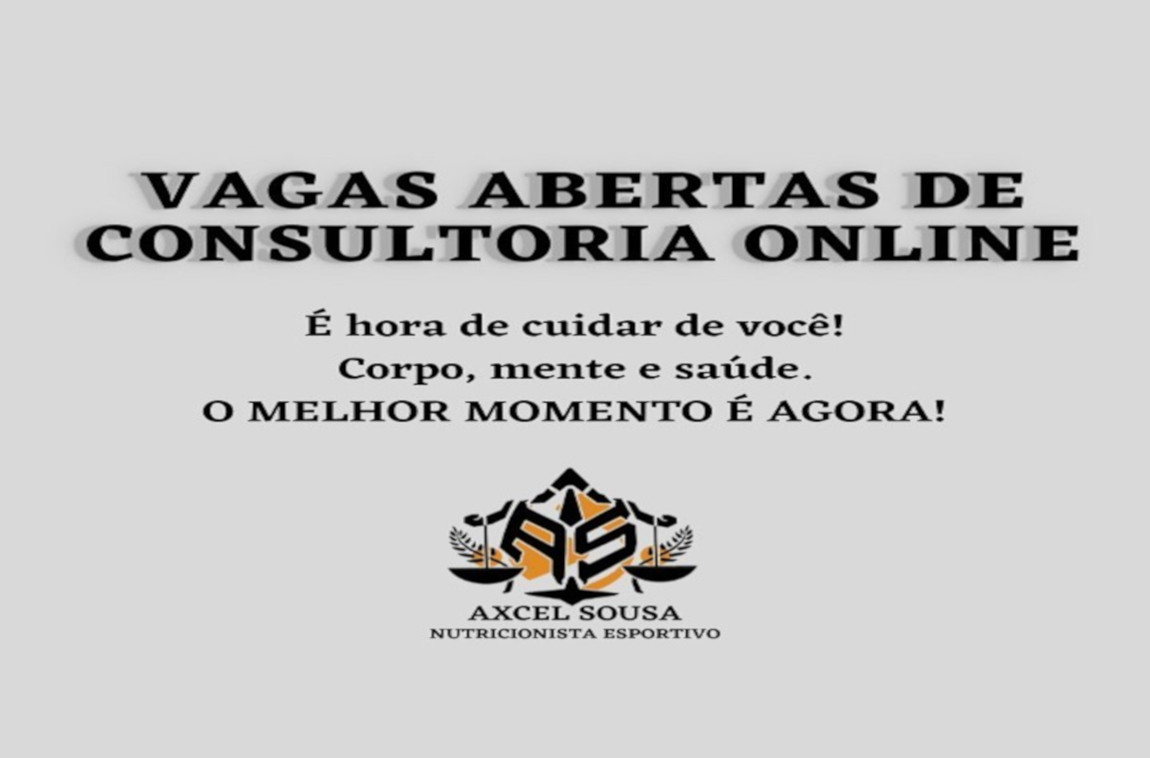 VAGAS ABERTAS DE
CONSULTORIA ONLINE
É hora de cuidar de você!
Corpo, mente e saúde.
O MELHOR MOMENTO É AGORA!
AS
AXCEL SOUSA
NUTRICIONISTA ESPORTIVO